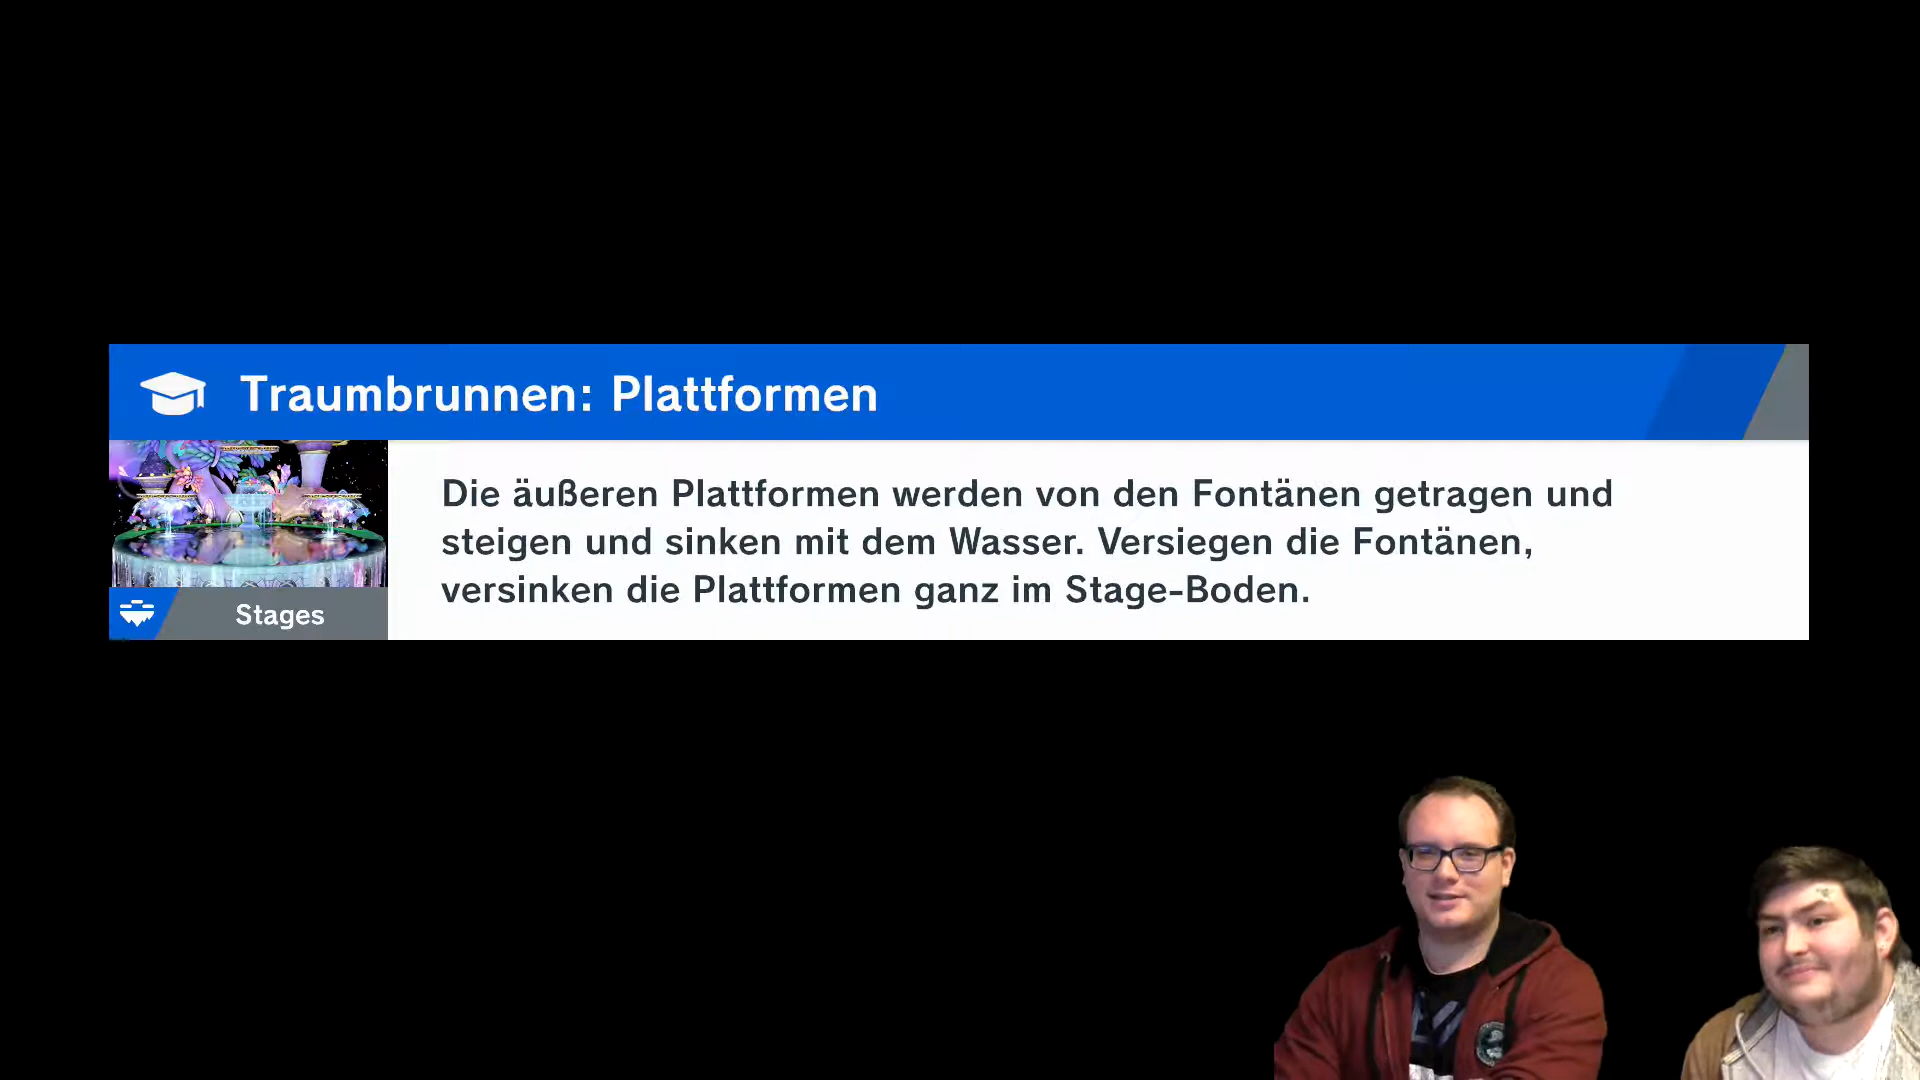 Traumbrunnen: Plattformen
Die äußeren Plattformen werden von den Fontänen getragen und
steigen und sinken mit dem Wasser. Versiegen die Fontänen,
versinken die Plattformen ganz im Stage-Boden.
Stages